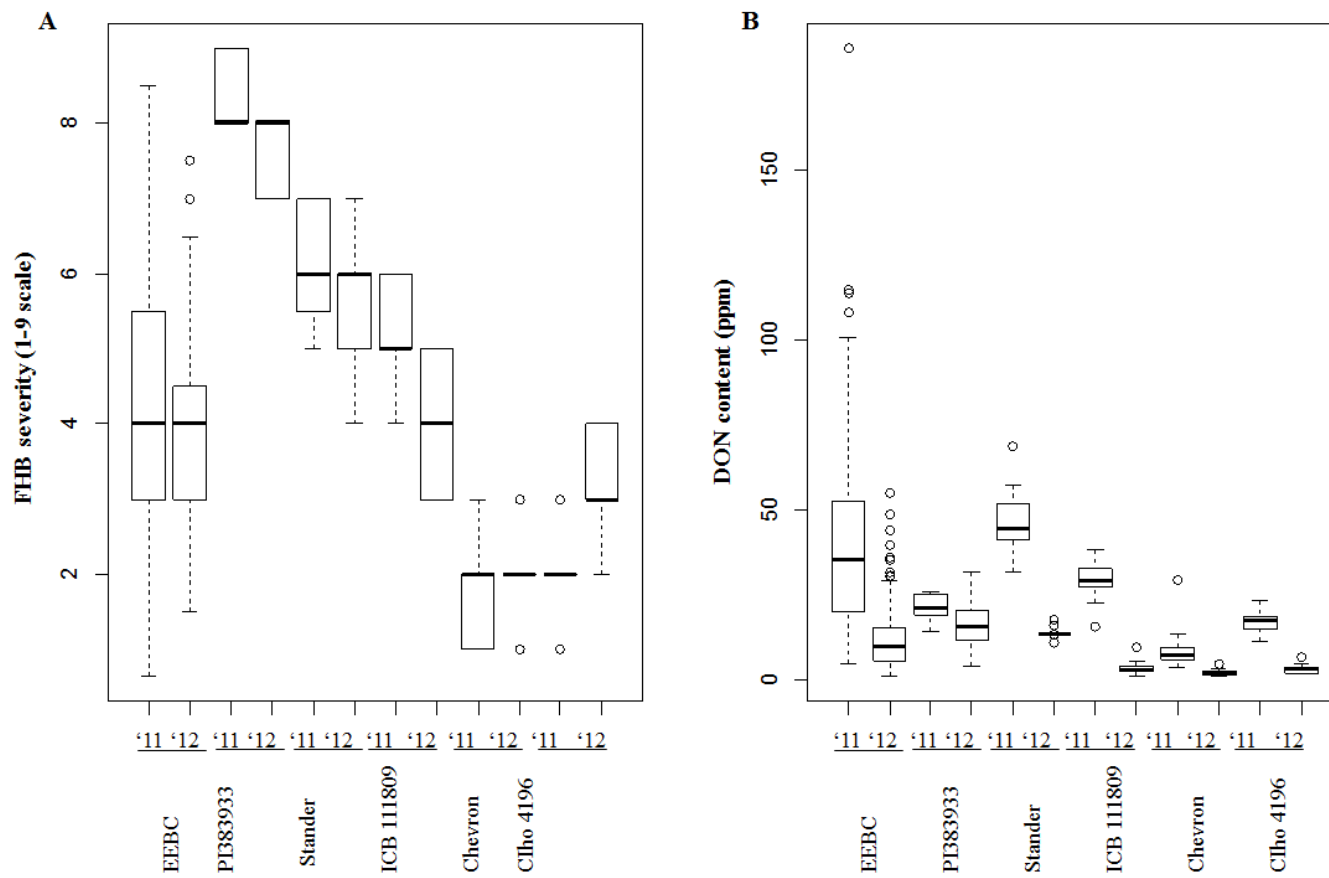 A
FHB severity (1-9 scale)
8
6
4
2
‘11 ‘12 ‘11 ‘12 ‘11 ‘12 ‘11 ‘12 ‘11 ‘12 ‘11 ‘12
EEBC
PI383933
Stander
ICB 111809
Chevron
CIho 4196
B
DON content (ppm)
150
100
50
0
‘11 ‘12 ‘11 ‘12 ‘11 ‘12 ‘11 ‘12 ‘11 ‘12 ‘11 ‘12
EEBC
PI383933
Stander
ICB 111809
Chevron
CIho 4196